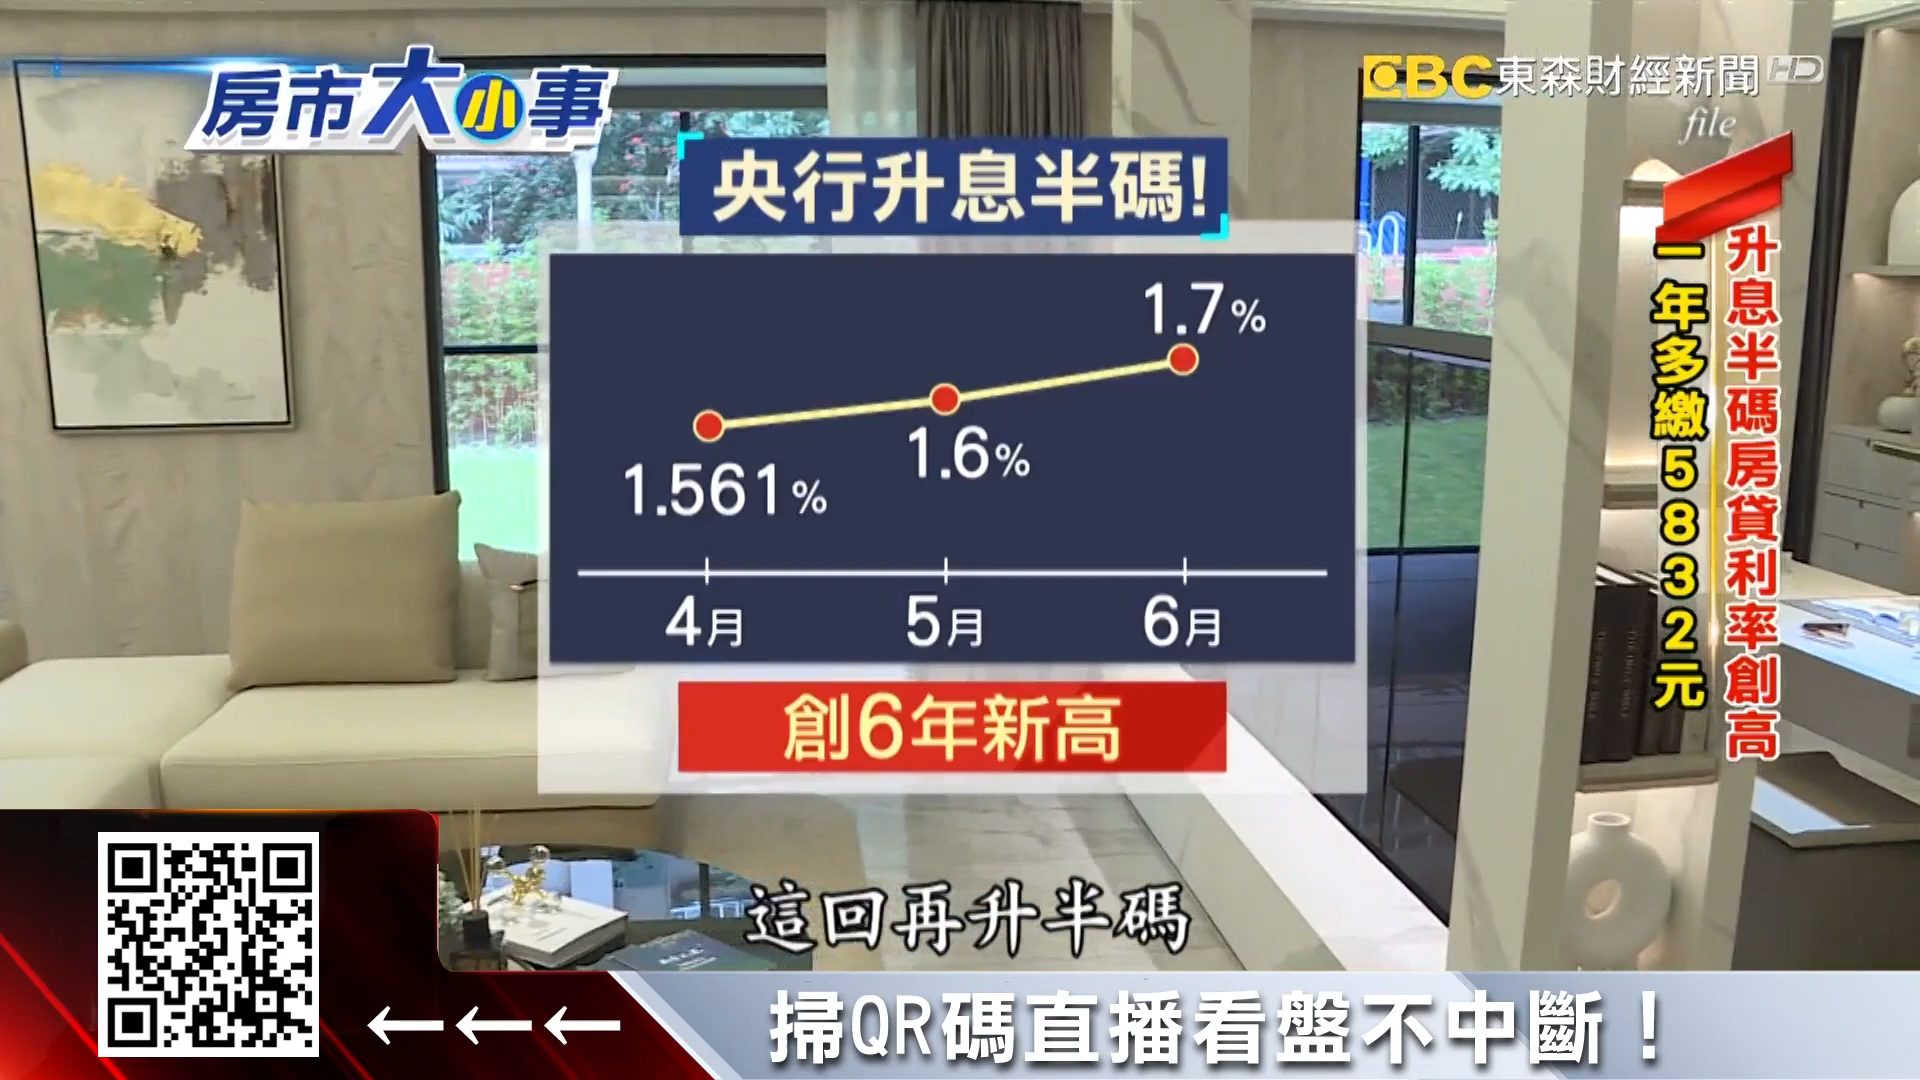 房市大小事
EBC東森財經新聞HD
file
央行升息半碼!
1.7%
1.6%
1.561%
4月 5月 6月
創6年新高
升息半碼房貸利率創高
一年多繳5832元
這回再升半碼
←←← 掃QR碼直播看盤不中斷！